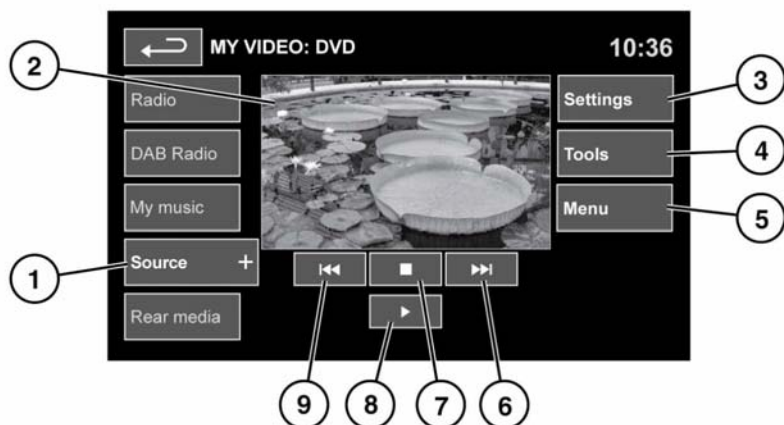 MY VIDEO: DVD
10:36
2
Radio
DAB Radio
My music
1
Source +
Rear media
Settings
3
Tools
4
Menu
5
9
8
7
6